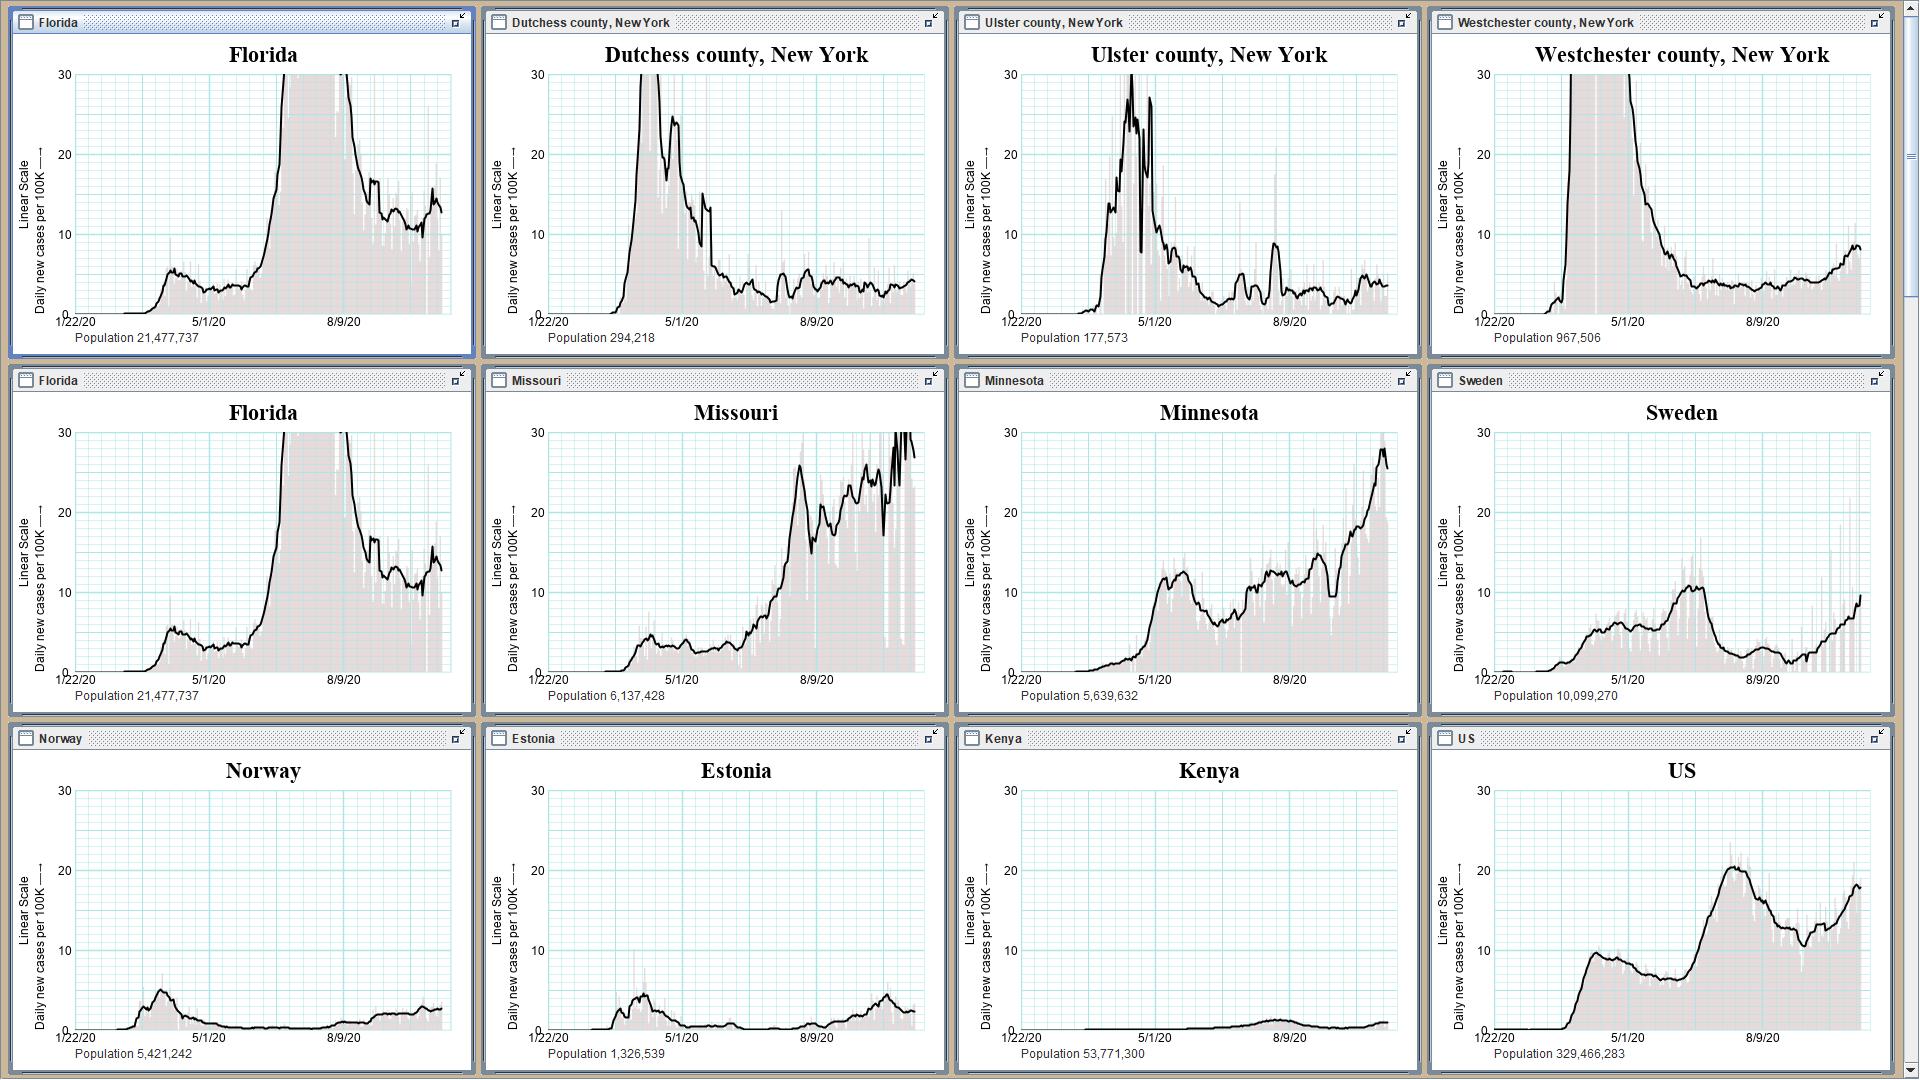 Florida
Florida
30
20
10
0
Linear Scale
Daily new cases per 100K —→
1/22/20 5/1/20 8/9/20
Population 21,477,737
Dutchess county, New York
Dutchess county, New York
30
20
10
0
Linear Scale
Daily new cases per 100K —→
1/22/20 5/1/20 8/9/20
Population 294,218
Ulster county, New York
Ulster county, New York
30
20
10
0
Linear Scale
Daily new cases per 100K —→
1/22/20 5/1/20 8/9/20
Population 177,573
Westchester county, New York
Westchester county, New York
30
20
10
0
Linear Scale
Daily new cases per 100K —→
1/22/20 5/1/20 8/9/20
Population 967,506
Florida
Florida
30
20
10
0
Linear Scale
Daily new cases per 100K —→
1/22/20 5/1/20 8/9/20
Population 21,477,737
Missouri
Missouri
30
20
10
0
Linear Scale
Daily new cases per 100K —→
1/22/20 5/1/20 8/9/20
Population 6,137,428
Minnesota
Minnesota
30
20
10
0
Linear Scale
Daily new cases per 100K —→
1/22/20 5/1/20 8/9/20
Population 5,639,632
Sweden
Sweden
30
20
10
0
Linear Scale
Daily new cases per 100K —→
1/22/20 5/1/20 8/9/20
Population 10,099,270
Norway
Norway
30
20
10
0
Linear Scale
Daily new cases per 100K —→
1/22/20 5/1/20 8/9/20
Population 5,421,242
Estonia
Estonia
30
20
10
0
Linear Scale
Daily new cases per 100K —→
1/22/20 5/1/20 8/9/20
Population 1,326,539
Kenya
Kenya
30
20
10
0
Linear Scale
Daily new cases per 100K —→
1/22/20 5/1/20 8/9/20
Population 53,771,300
US
US
30
20
10
0
Linear Scale
Daily new cases per 100K —→
1/22/20 5/1/20 8/9/20
Population 329,466,283